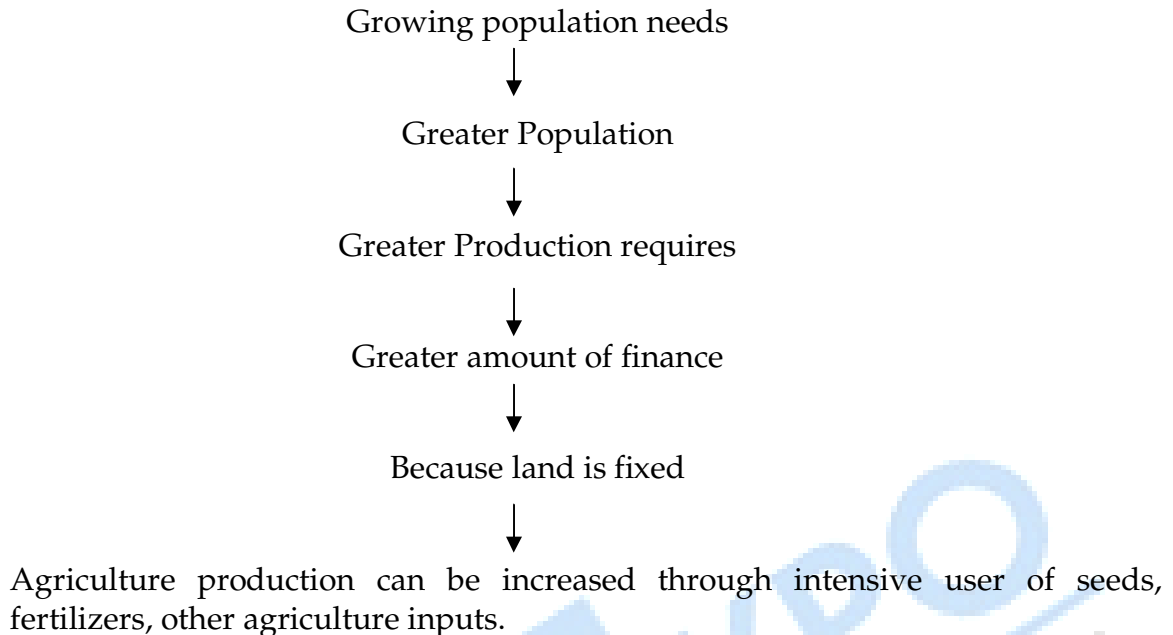 Growing population needs
Greater Population
Greater Production requires
Greater amount of finance
Because land is fixed
Agriculture production can be increased through intensive user of seeds,
fertilizers, other agriculture inputs.